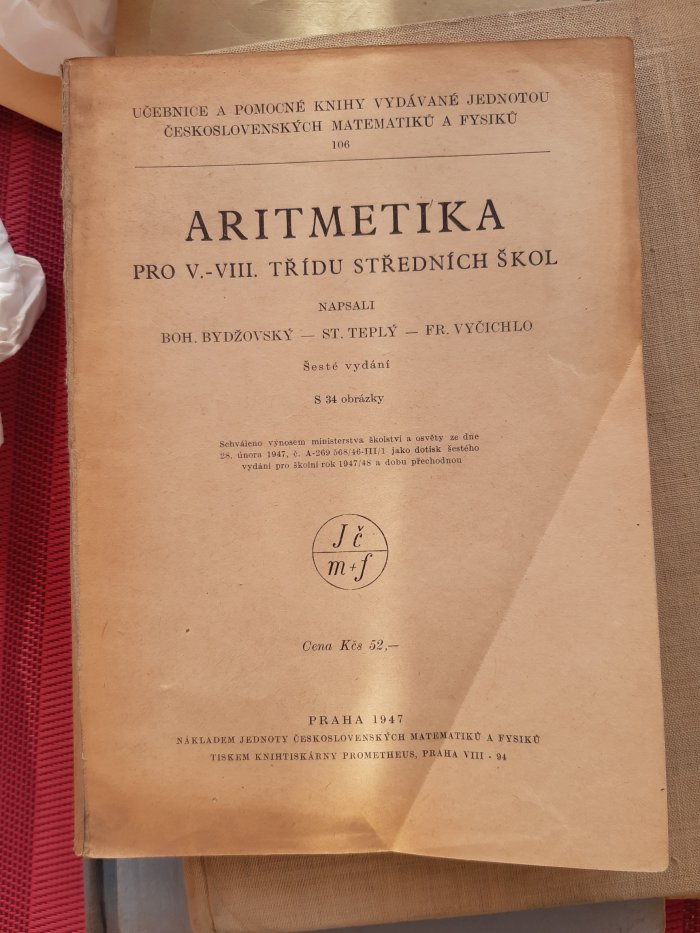 UČEBNICE A POMOCNÉ KNIHY VYDÁVANÉ JEDNOTOU
ČESKOSLOVENSKÝCH MATEMATIKŮ A FYSIKŮ
106
ARITMETIKA
PRO V.-VIII. TŘÍDU STŘEDNÍCH ŠKOL
NAPSALI
BOH. BYDŽOVSKÝ — ST. TEPLÝ — FR. VYČICHLO
Šesté vydání
S 34 obrázky
Schváleno výnosem ministerstva školství a osvěty ze dne
28. února 1947, č. A-269 568/46-III/1 jako dotisk šestého
vydání pro školní rok 1947/48 a dobu přechodnou
J č
m+f
Cena Kčs 52,—
PRAHA 1947
NÁKLADEM JEDNOTY ČESKOSLOVENSKÝCH MATEMATIKŮ A FYSIKŮ
TISKEM KNIHTISKÁRNY PROMETHEUS, PRAHA VIII - 94